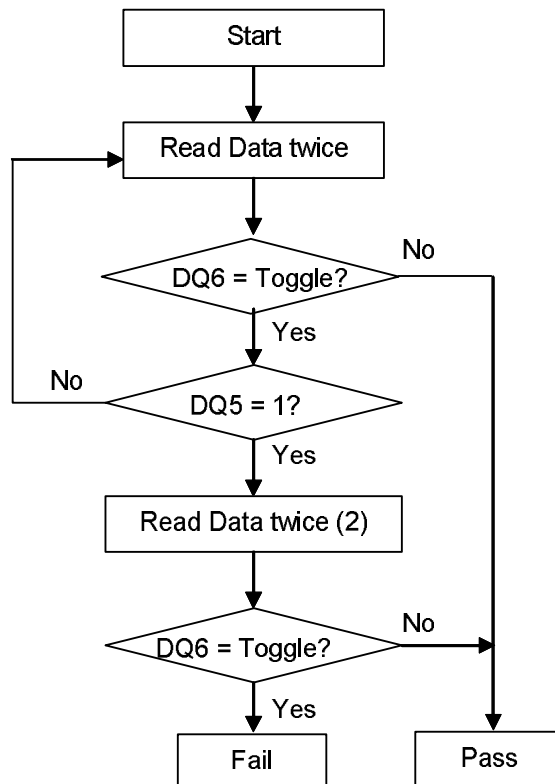 Start
Read Data twice
DQ6 = Toggle?
No
Yes
DQ5 = 1?
No
Yes
Read Data twice (2)
DQ6 = Toggle?
No
Yes
Fail
Pass